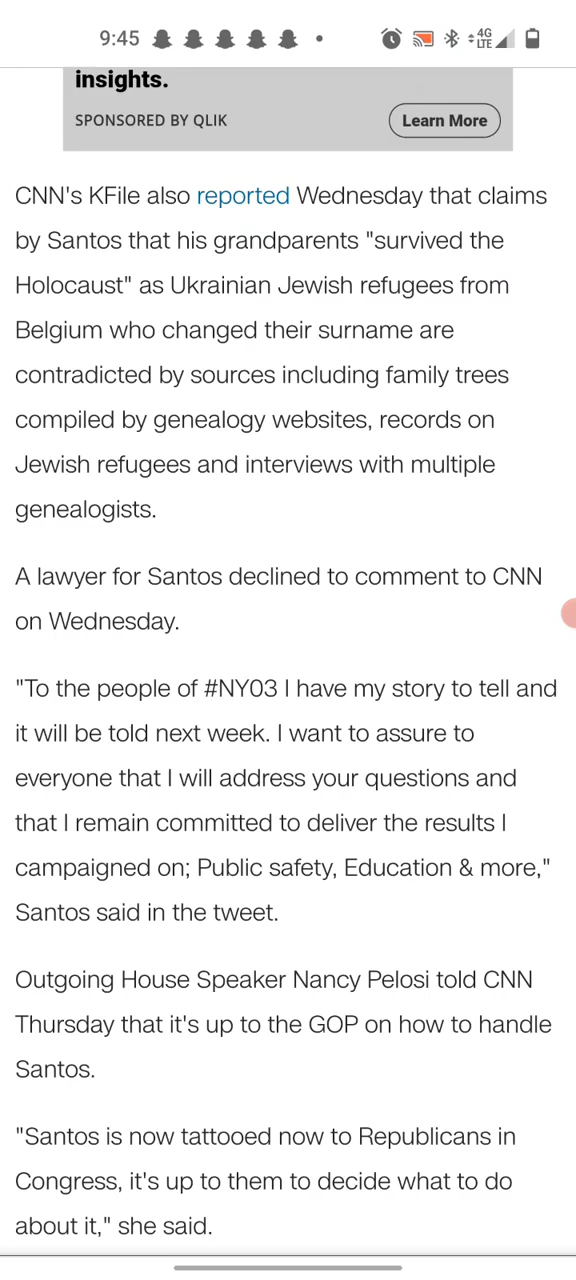 9:45
4G
LTE
insights.
SPONSORED BY QLIK
Learn More
CNN's KFile also reported Wednesday that claims
by Santos that his grandparents "survived the
Holocaust" as Ukrainian Jewish refugees from
Belgium who changed their surname are
contradicted by sources including family trees
compiled by genealogy websites, records on
Jewish refugees and interviews with multiple
genealogists.
A lawyer for Santos declined to comment to CNN
on Wednesday.
"To the people of #NY03 I have my story to tell and
it will be told next week. I want to assure to
everyone that I will address your questions and
that I remain committed to deliver the results I
campaigned on; Public safety, Education & more,"
Santos said in the tweet.
Outgoing House Speaker Nancy Pelosi told CNN
Thursday that it's up to the GOP on how to handle
Santos.
"Santos is now tattooed now to Republicans in
Congress, it's up to them to decide what to do
about it," she said.